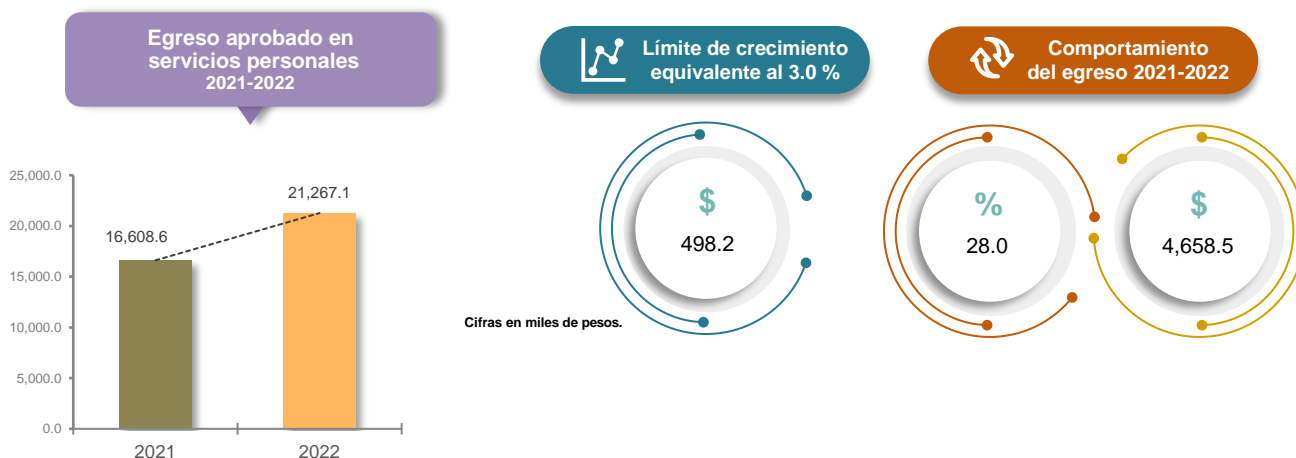 Egreso aprobado en
servicios personales
2021-2022
Límite de crecimiento
equivalente al 3.0 %
Comportamiento
del egreso 2021-2022
25,000.0
20,000.0
15,000.0
10,000.0
5,000.0
0.0
16,608.6
21,267.1
2021
2022
$
498.2
%
28.0
$
4,658.5
Cifras en miles de pesos.